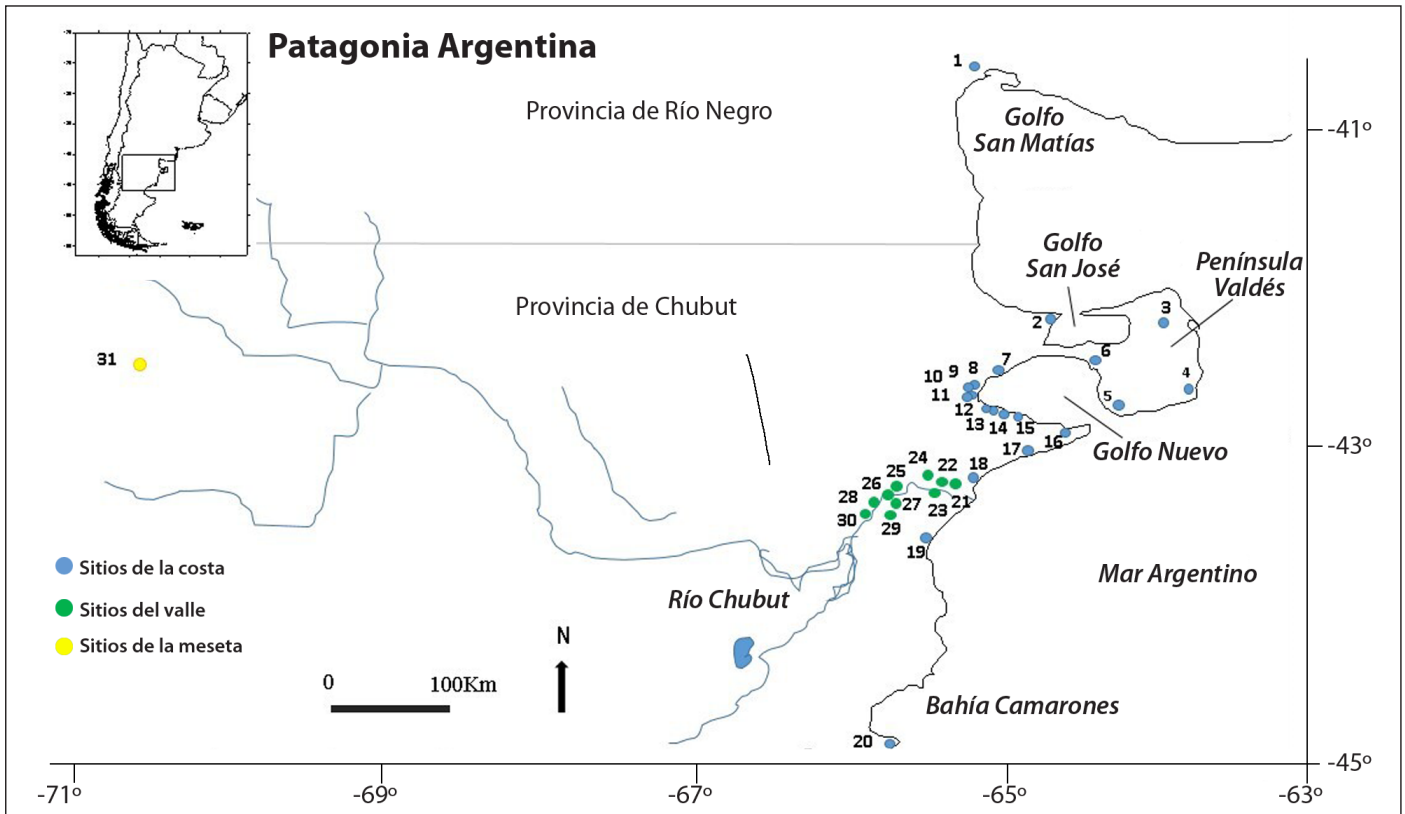 Patagonia Argentina
Provincia de Río Negro
1
Golfo
San Matías
-41º
Golfo
San José
Península
Valdés
Provincia de Chubut
2
3
31
6
7
8
9
10
4
11
5
12
13
14
15
16
17
Golfo Nuevo
-43º
24
22
18
25
26
28
27
21
23
30
29
19
Sitios de la costa
Sitios del valle
Sitios de la meseta
Mar Argentino
Río Chubut
N
0
100Km
Bahía Camarones
20
-45º
-71º
-69º
-67º
-65º
-63º